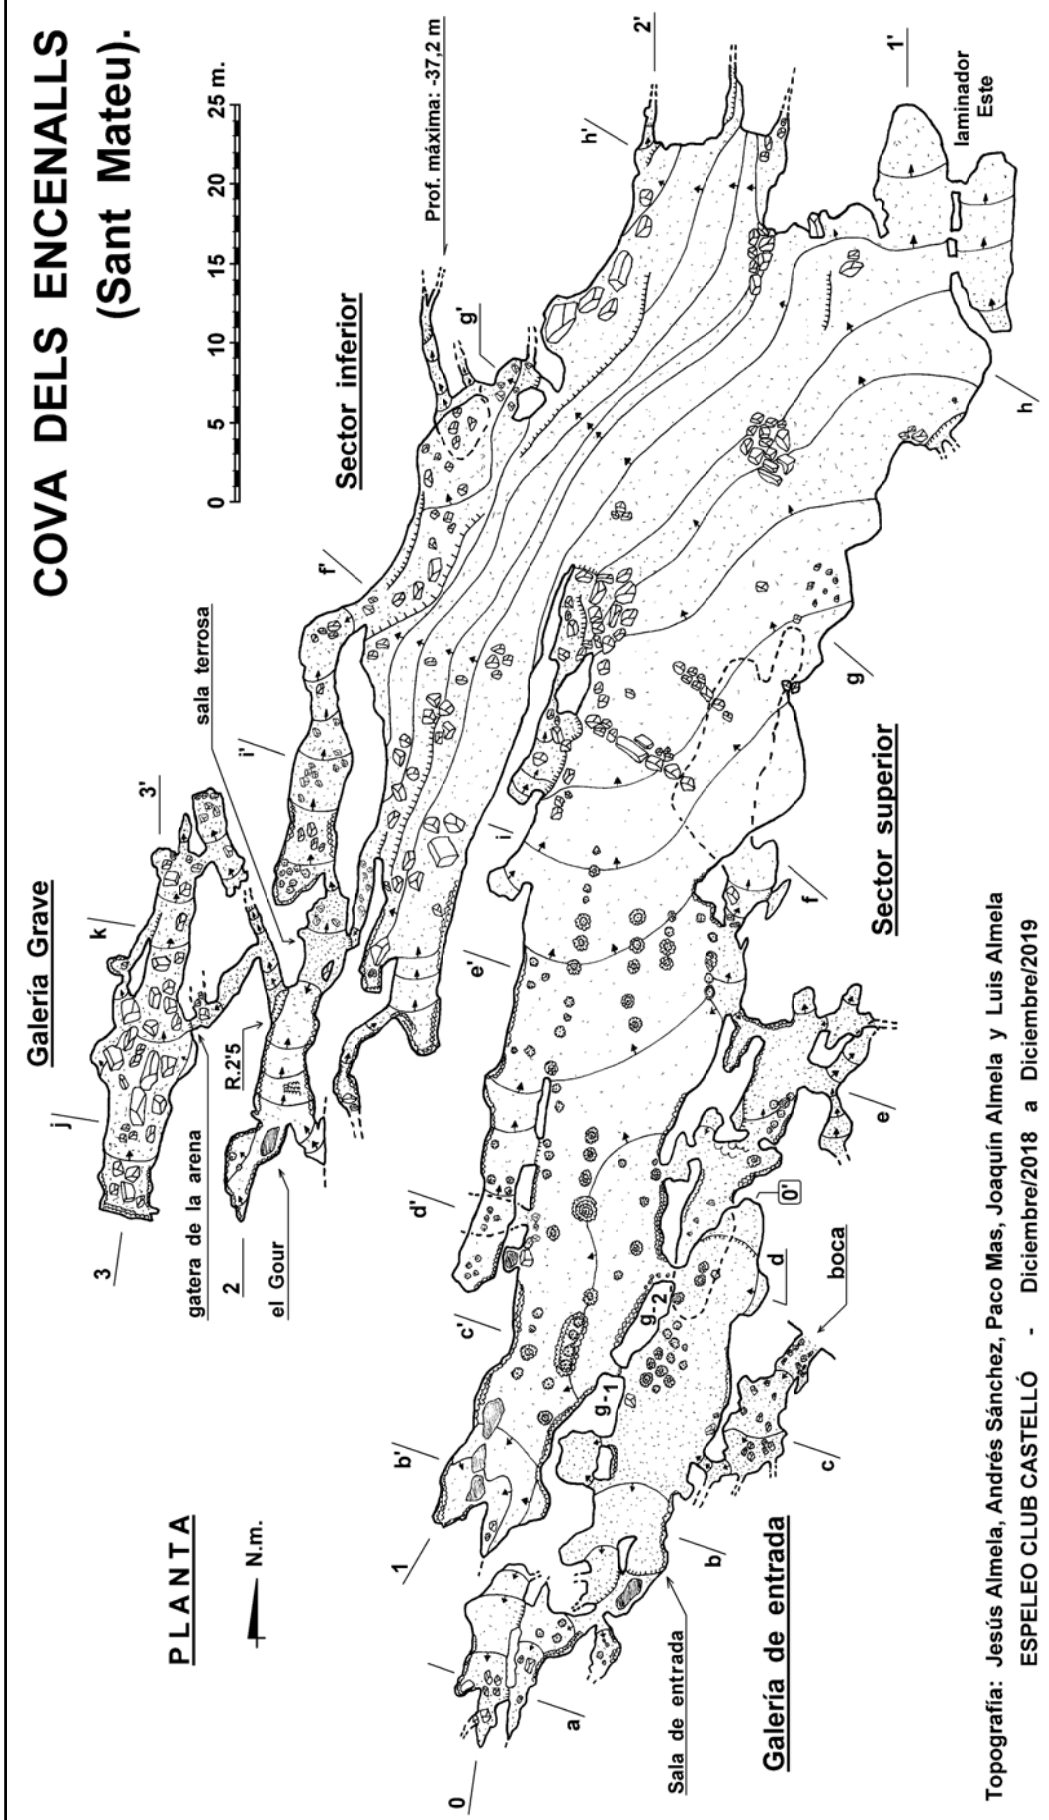 COVA DELS ENCENALLS
(Sant Mateu).
0 5 10 15 20 25 m.
PLANTA
N.m.
Galería Grave
j
k
3
3'
gatera de la arena
R.2'5
sala terrosa
2
el Gour
i'
Sector inferior
f'
g'
Prof. máxima: -37,2 m
h'
2'
1'
laminador
Este
1
b'
c'
d'
e'
i
g-1
g-2
0
a
b
c
d
0'
boca
e
f
g
h
Sala de entrada
Galería de entrada
Sector superior
Topografía: Jesús Almela, Andrés Sánchez, Paco Mas, Joaquín Almela y Luis Almela
ESPELEO CLUB CASTELLÓ - Diciembre/2018 a Diciembre/2019